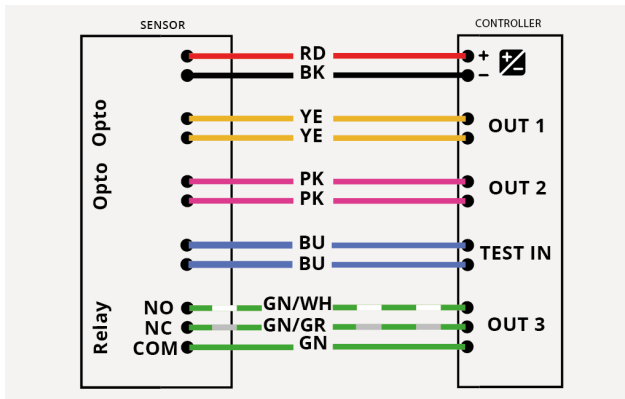 SENSOR
CONTROLLER
RD
+
BK
−
Opto
YE
YE
OUT 1
Opto
PK
PK
OUT 2
BU
BU
TEST IN
Relay
NO
GN/WH
NC
GN/GR
OUT 3
COM
GN